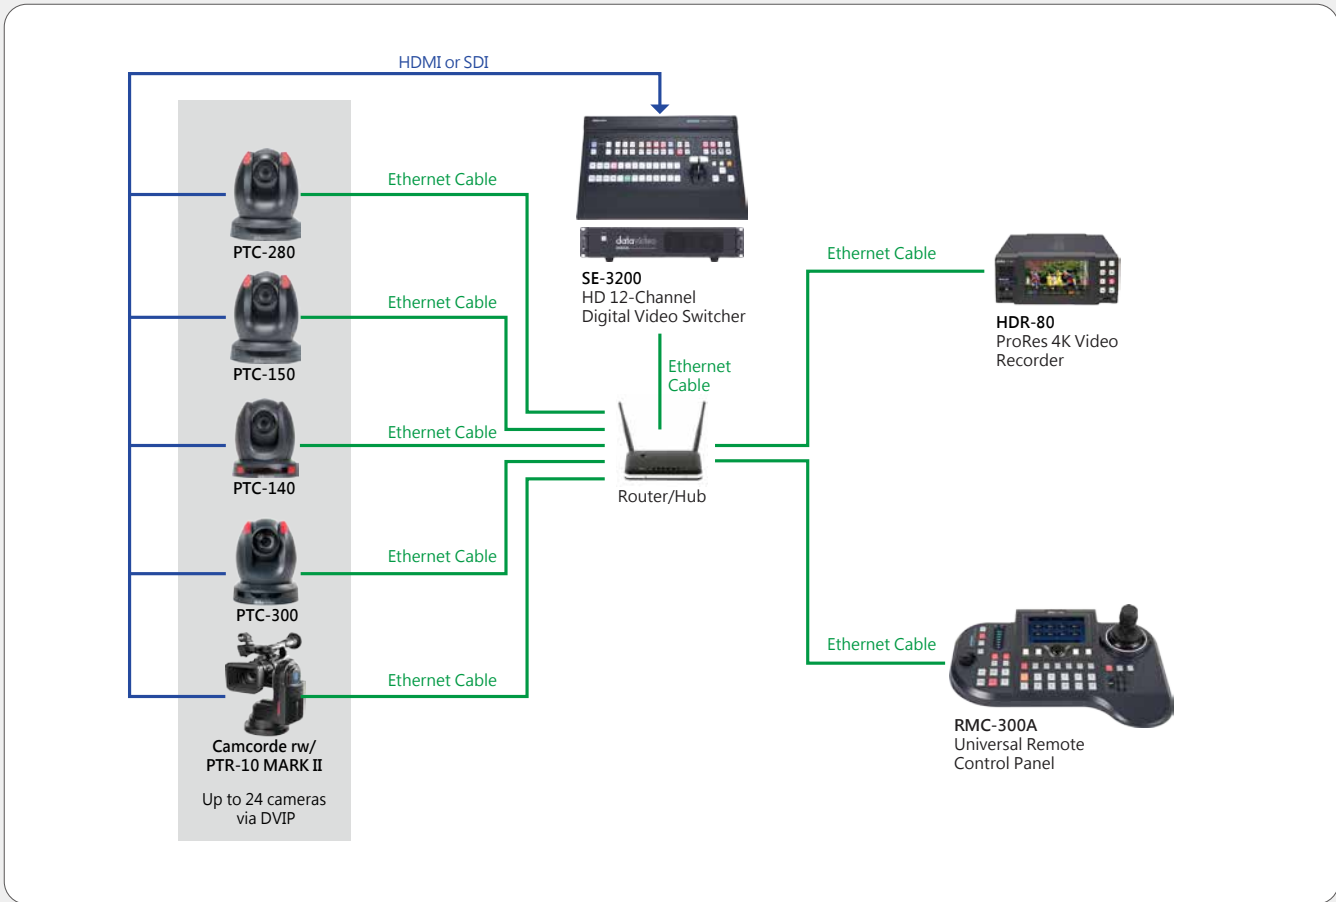 HDMI or SDI
Ethernet Cable
PTC-280
Ethernet Cable
PTC-150
Ethernet Cable
PTC-140
Ethernet Cable
PTC-300
Ethernet Cable
Camcorde rw/
PTR-10 MARK II
Up to 24 cameras
via DVIP
datavideo
SE-3200
HD 12-Channel
Digital Video Switcher
Ethernet
Cable
Router/Hub
Ethernet Cable
HDR-80
ProRes 4K Video
Recorder
Ethernet Cable
RMC-300A
Universal Remote
Control Panel